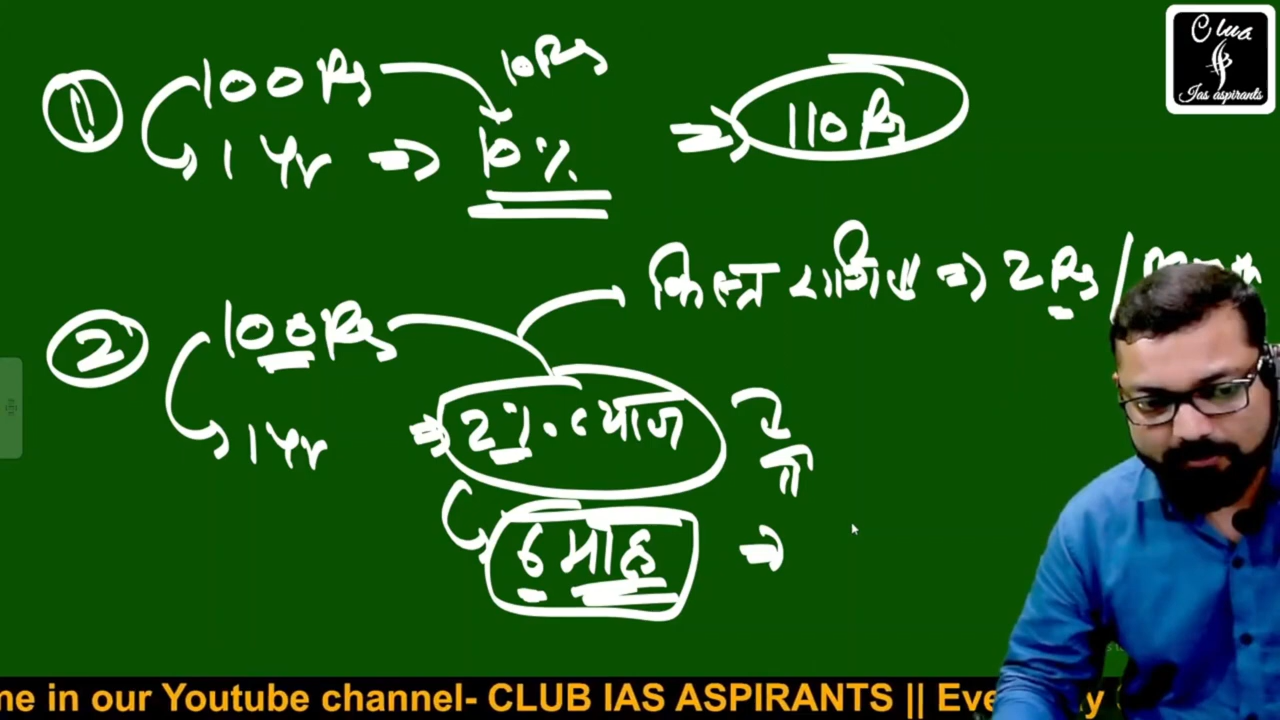 Club
Ias aspirants
① 100 Rs 10 Rs
1 Yr ⇒ 10% ⇒ 110 Rs
⇒ 2 Rs /
② 100 Rs
1 Yr ⇒ 2% ब्याज
6 माह ⇒
me in our Youtube channel- CLUB IAS ASPIRANTS || Eve